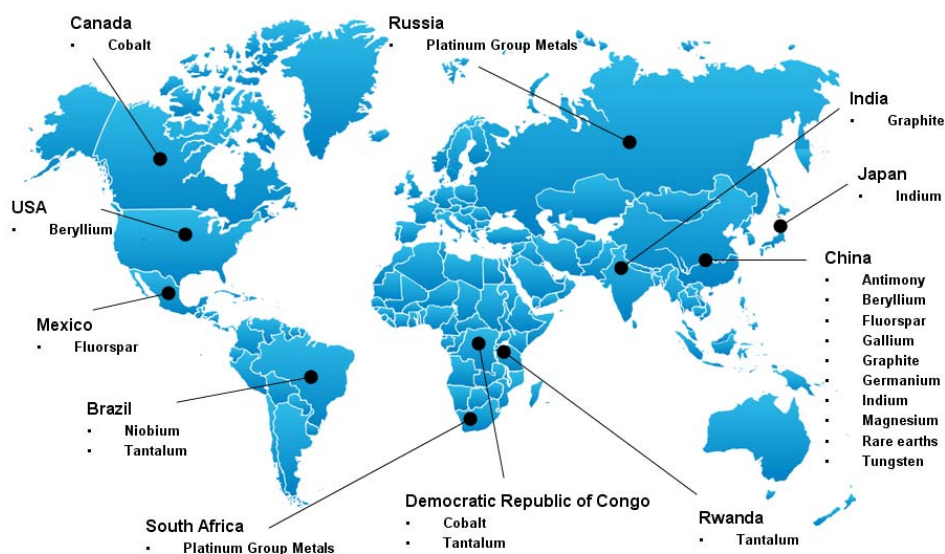 Canada
▪ Cobalt
Russia
▪ Platinum Group Metals
India
▪ Graphite
Japan
▪ Indium
USA
▪ Beryllium
China
▪ Antimony
▪ Beryllium
▪ Fluorspar
▪ Gallium
▪ Graphite
▪ Germanium
▪ Indium
▪ Magnesium
▪ Rare earths
▪ Tungsten
Mexico
▪ Fluorspar
Brazil
▪ Niobium
▪ Tantalum
South Africa
▪ Platinum Group Metals
Democratic Republic of Congo
▪ Cobalt
▪ Tantalum
Rwanda
▪ Tantalum